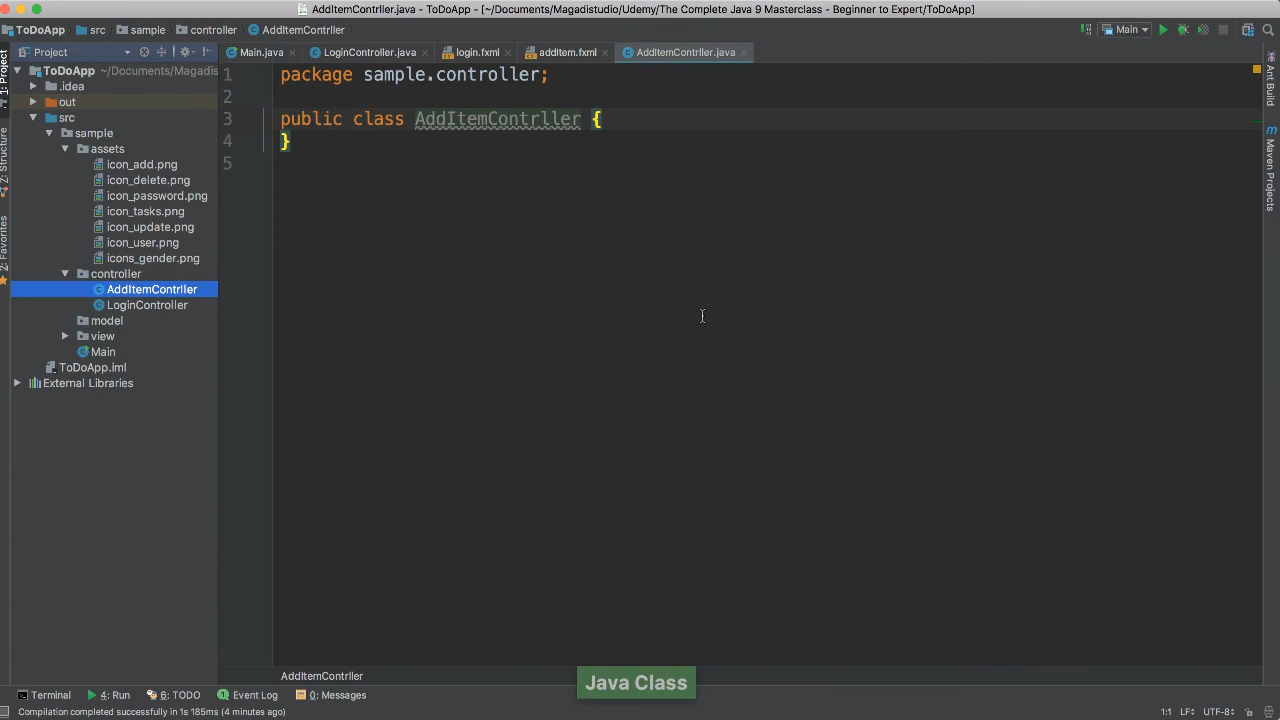 AddItemContrller.java - ToDoApp - [~/Documents/Magadistudio/Udemy/The Complete Java 9 Masterclass - Beginner to Expert/ToDoApp]
ToDoApp src sample controller AddItemContrller Main
Project Main.java LoginController.java login.fxml addItem.fxml AddItemContrller.java
ToDoApp ~/Documents/Magadis
.idea
out
src
sample
assets
icon_add.png
icon_delete.png
icon_password.png
icon_tasks.png
icon_update.png
icon_user.png
icons_gender.png
controller
AddItemContrller
LoginController
model
view
Main
ToDoApp.iml
External Libraries
1: Project
7: Structure
2: Favorites
1 package sample.controller;
2
3 public class AddItemContrller {
4 }
5
Ant Build
Maven Projects
AddItemContrller
Java Class
Terminal 4: Run 6: TODO Event Log 0: Messages
Compilation completed successfully in 1s 185ms (4 minutes ago) 1:1 LF UTF-8